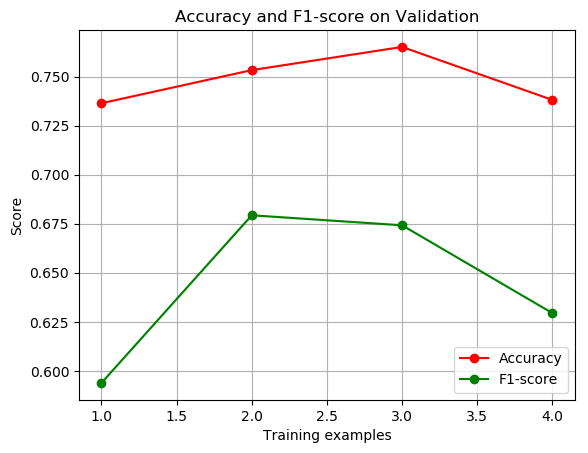 Accuracy and F1-score on Validation
0.750
0.725
0.700
0.675
0.650
0.625
0.600
Score
Accuracy
F1-score
1.0 1.5 2.0 2.5 3.0 3.5 4.0
Training examples